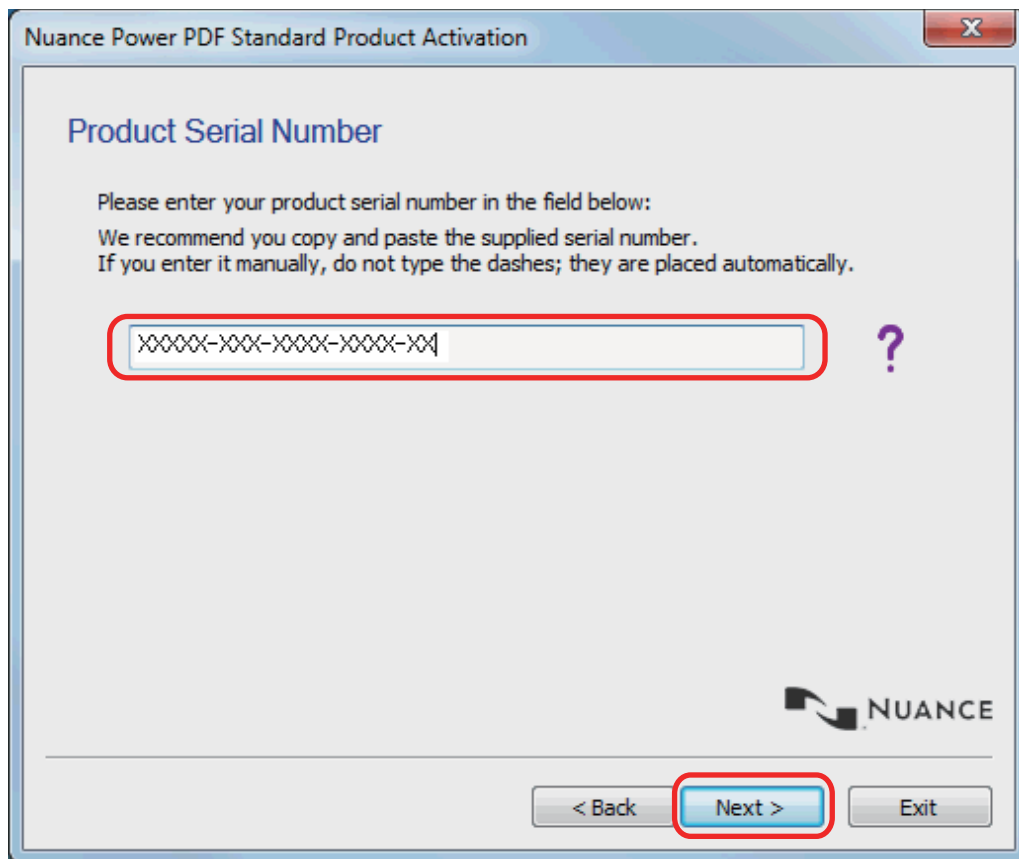 Nuance Power PDF Standard Product Activation
Product Serial Number
Please enter your product serial number in the field below:
We recommend you copy and paste the supplied serial number.
If you enter it manually, do not type the dashes; they are placed automatically.
XXXXX-XXX-XXXX-XXXX-XX
?
NUANCE
< Back
Next >
Exit